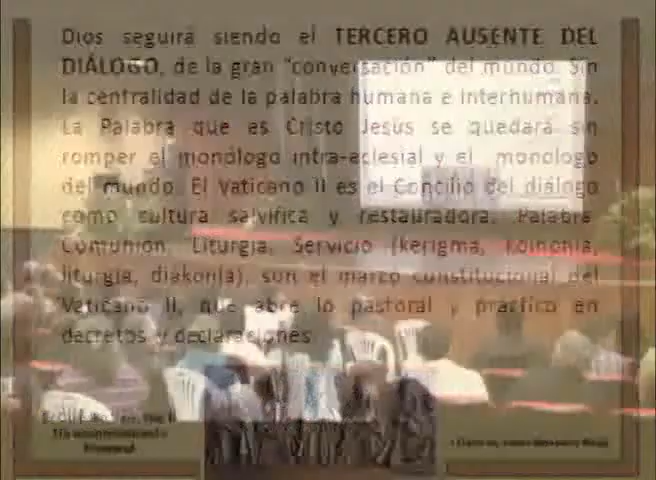 Dios seguirá siendo el TERCERO AUSENTE DEL
DIÁLOGO, de la gran "conversación" del mundo. Sin
la centralidad de la palabra humana e interhumana.
La Palabra que es Cristo Jesús se quedará sin
romper el monólogo intra-eclesial y el monologo
del mundo. El Vaticano II es el Concilio del diálogo
como cultura salvífica y restauradora. Palabra
Comunión, Liturgia, Servicio (kerigma, koinonía,
liturgia, diakonía), son el marco constitucional del
Vaticano II, que abre lo pastoral y práctico en
decretos y declaraciones